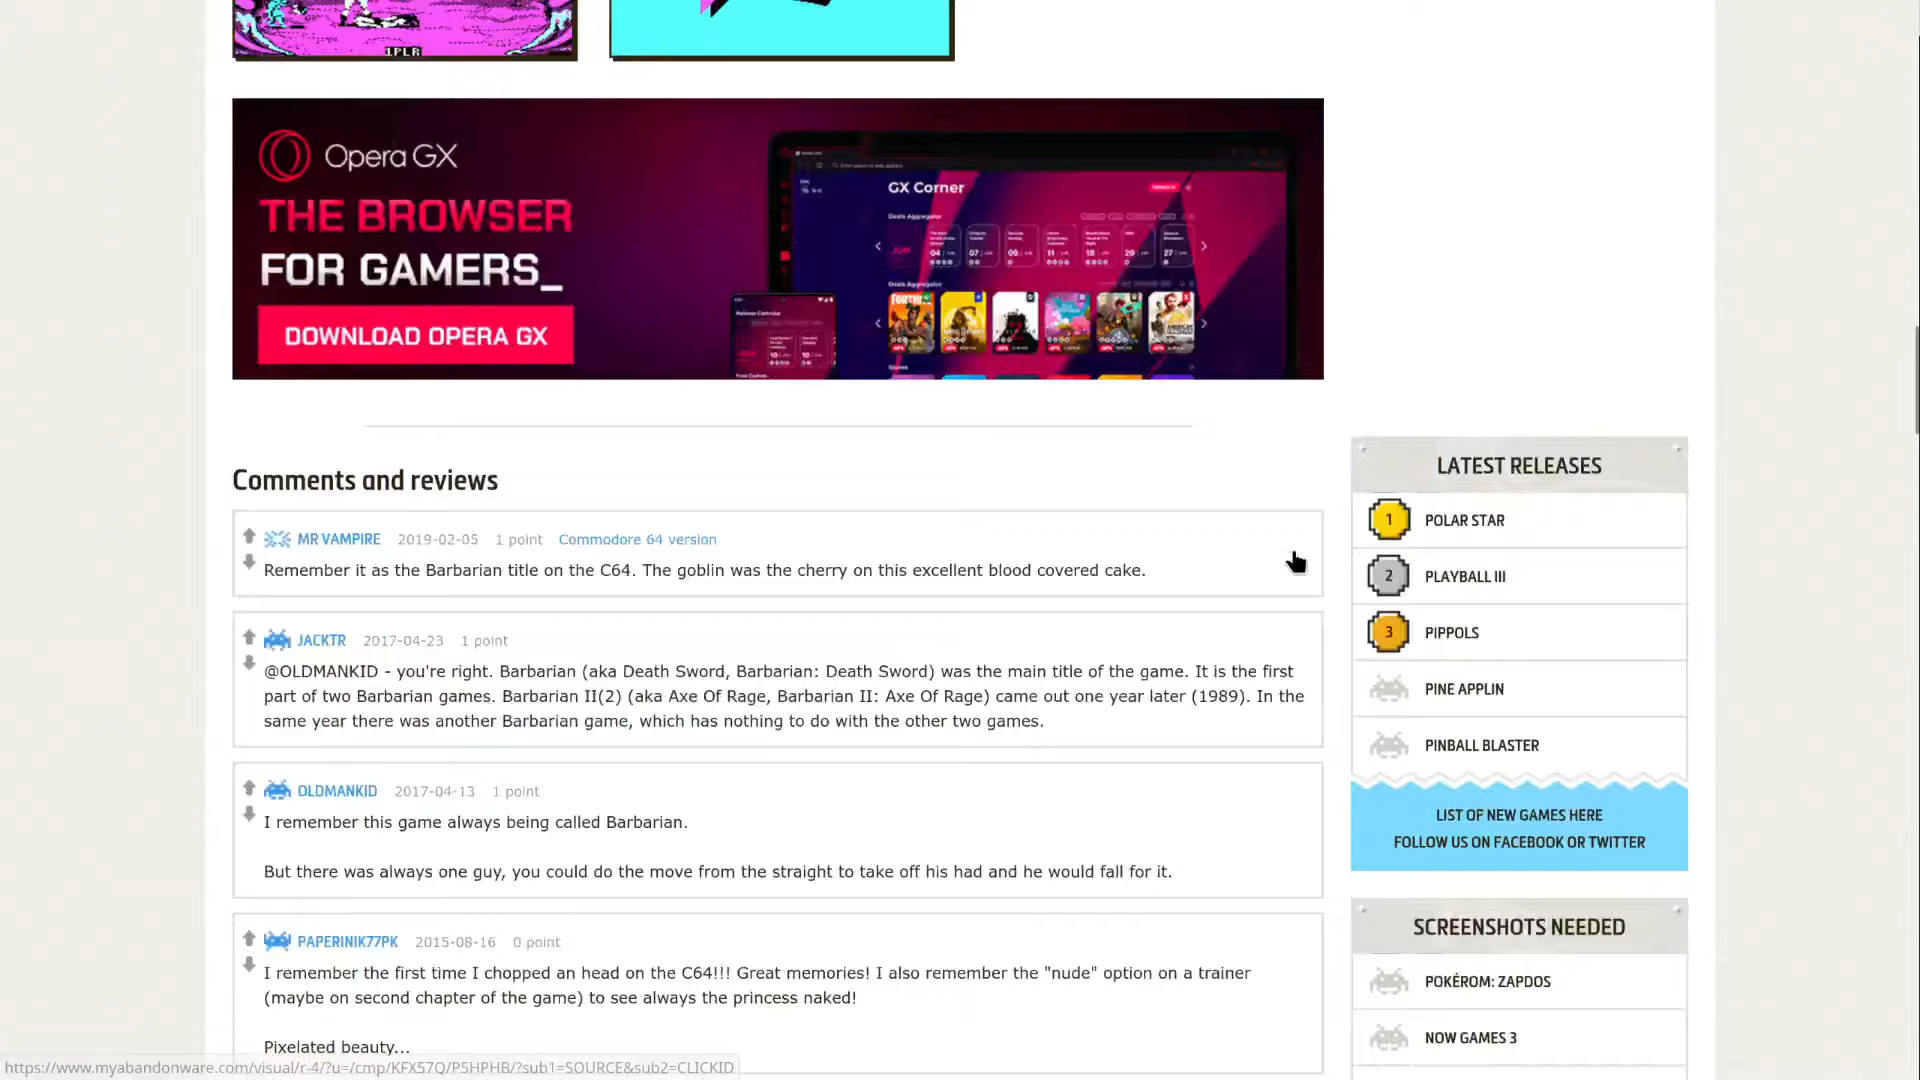 1PLR
Opera GX
THE BROWSER
FOR GAMERS_
DOWNLOAD OPERA GX
GX Corner
Deals Aggregator
04
07
09
11
18
20
27
Deals Aggregator
FORTNITE
Comments and reviews
MR VAMPIRE 2019-02-05 1 point Commodore 64 version
Remember it as the Barbarian title on the C64. The goblin was the cherry on this excellent blood covered cake.
JACKTR 2017-04-23 1 point
@OLDMANKID - you're right. Barbarian (aka Death Sword, Barbarian: Death Sword) was the main title of the game. It is the first
part of two Barbarian games. Barbarian II(2) (aka Axe Of Rage, Barbarian II: Axe Of Rage) came out one year later (1989). In the
same year there was another Barbarian game, which has nothing to do with the other two games.
OLDMANKID 2017-04-13 1 point
I remember this game always being called Barbarian.
But there was always one guy, you could do the move from the straight to take off his had and he would fall for it.
PAPERINIK77PK 2015-08-16 0 point
I remember the first time I chopped an head on the C64!!! Great memories! I also remember the "nude" option on a trainer
(maybe on second chapter of the game) to see always the princess naked!
Pixelated beauty...
LATEST RELEASES
1 POLAR STAR
2 PLAYBALL III
3 PIPPOLS
PINE APPLIN
PINBALL BLASTER
LIST OF NEW GAMES HERE
FOLLOW US ON FACEBOOK OR TWITTER
SCREENSHOTS NEEDED
POKÉROM: ZAPDOS
NOW GAMES 3
https://www.myabandonware.com/visual/r-4/?u=/cmp/KFX57Q/P5HPHB/?sub1=SOURCE&sub2=CLICKID